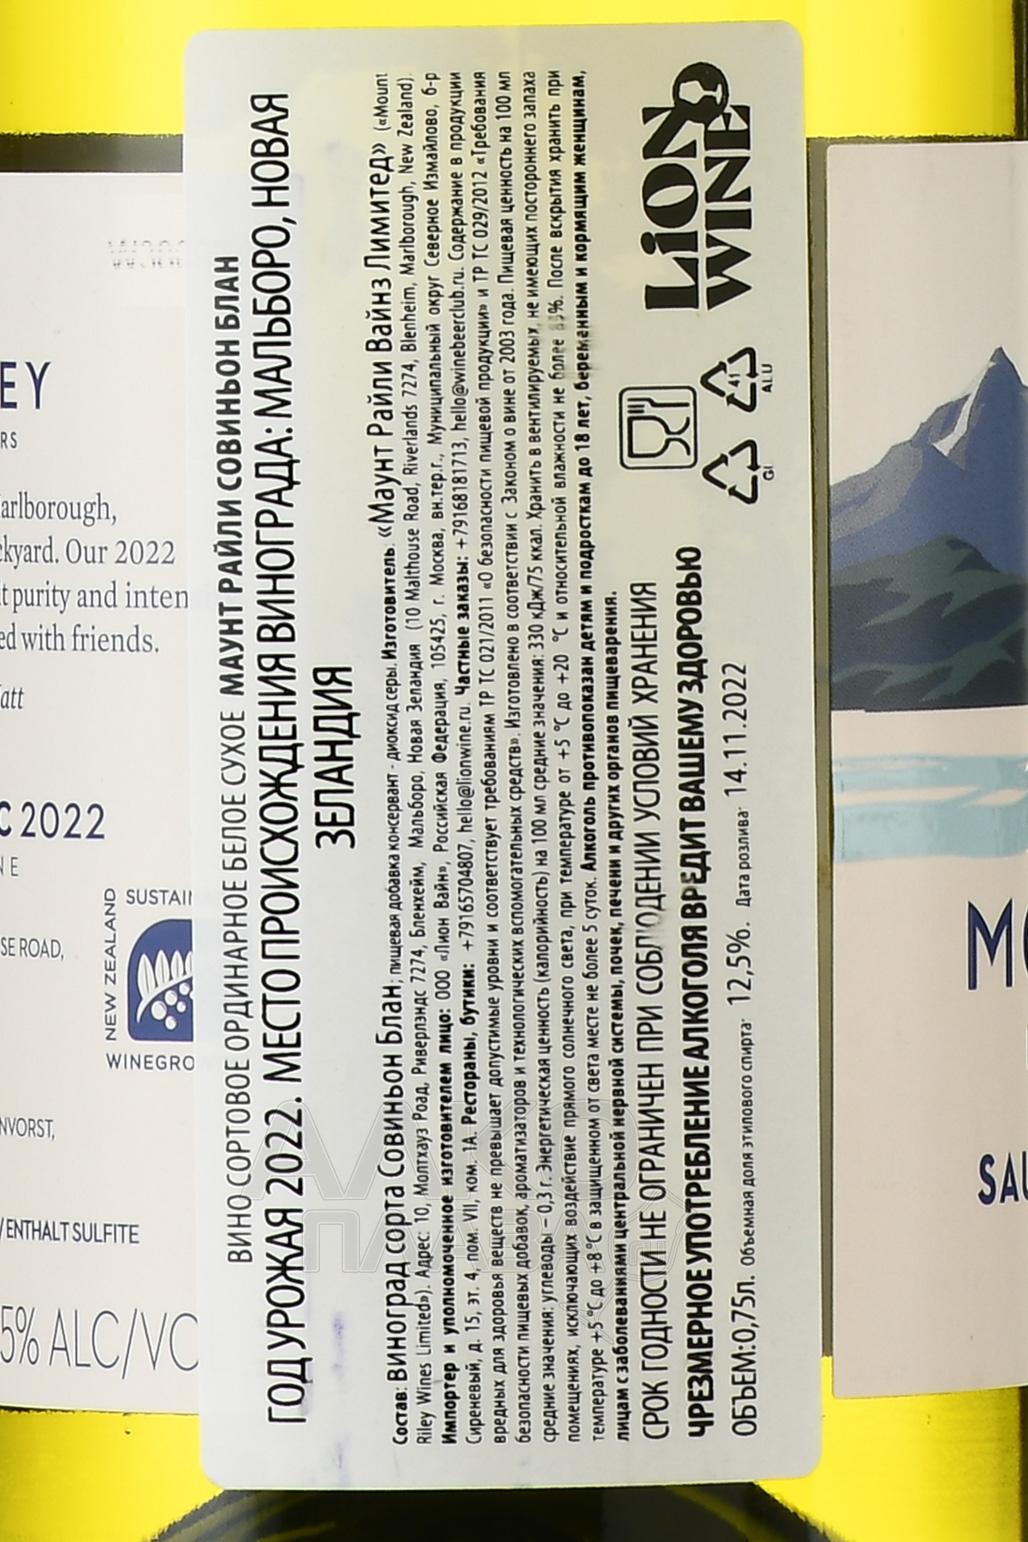 ВИНО СОРТОВОЕ ОРДИНАРНОЕ БЕЛОЕ СУХОЕ МАУНТ РАЙЛИ СОВИНЬОН БЛАН
ГОД УРОЖАЯ 2022. МЕСТО ПРОИСХОЖДЕНИЯ ВИНОГРАДА: МАЛЬБОРО, НОВАЯ
ЗЕЛАНДИЯ
Состав: Виноград сорта Совиньон Блан; пищевая добавка консервант - диоксид серы. Изготовитель: «Маунт Райли Вайнз Лимитед» («Mount
Riley Wines Limited»). Адрес: 10, Молтхауз Роад, Риверлэндс 7274, Бленхейм, Мальборо, Новая Зеландия (10 Malthouse Road, Riverlands 7274, Blenheim, Marlborough, New Zealand).
Импортер и уполномоченное изготовителем лицо: ООО «Лион Вайн», Российская Федерация, 105425, г. Москва, вн.тер.г., Муниципальный округ Северное Измайлово, б-р
Сиреневый, д. 15, эт. 4, пом. VII, ком. 1А. Рестораны, бутики: +79165704807, hello@lionwine.ru. Частные заказы: +79168181713, hello@winebeerclub.ru. Содержание в продукции
вредных для здоровья веществ не превышает допустимые уровни и соответствует требованиям ТР ТС 021/2011 «О безопасности пищевой продукции» и ТР ТС 029/2012 «Требования
безопасности пищевых добавок, ароматизаторов и технологических вспомогательных средств». Изготовлено в соответствии с Законом о вине от 2003 года. Пищевая ценность на 100 мл
средние значения: углеводы – 0,3 г. Энергетическая ценность (калорийность) на 100 мл средние значения: 330 кДж/75 ккал. Хранить в вентилируемых, не имеющих постороннего запаха
помещениях, исключающих воздействие прямого солнечного света, при температуре от +5 °С до +20 °С и относительной влажности не более %. После вскрытия хранить при
температуре +5 °С до +8 °С в защищенном от света месте не более 5 суток. Алкоголь противопоказан детям и подросткам до 18 лет, беременным и кормящим женщинам,
лицам с заболеваниями центральной нервной системы, почек, печени и других органов пищеварения.
СРОК ГОДНОСТИ НЕ ОГРАНИЧЕН ПРИ СОБЛЮДЕНИИ УСЛОВИЙ ХРАНЕНИЯ
ЧРЕЗМЕРНОЕ УПОТРЕБЛЕНИЕ АЛКОГОЛЯ ВРЕДИТ ВАШЕМУ ЗДОРОВЬЮ
ОБЪЕМ:0,75л. Объемная доля этилового спирта: 12,5%. Дата розлива: 14.11.2022
GL
41
ALU
LION
WINE
EY
RS
arlborough,
ckyard. Our 2022
t purity and inten
ed with friends.
att
C 2022
NE
SE ROAD,
NEW ZEALAND
SUSTAI
WINEGRO
NVORST,
/ENTHALT SULFITE
5% ALC/VO
MO
SAU